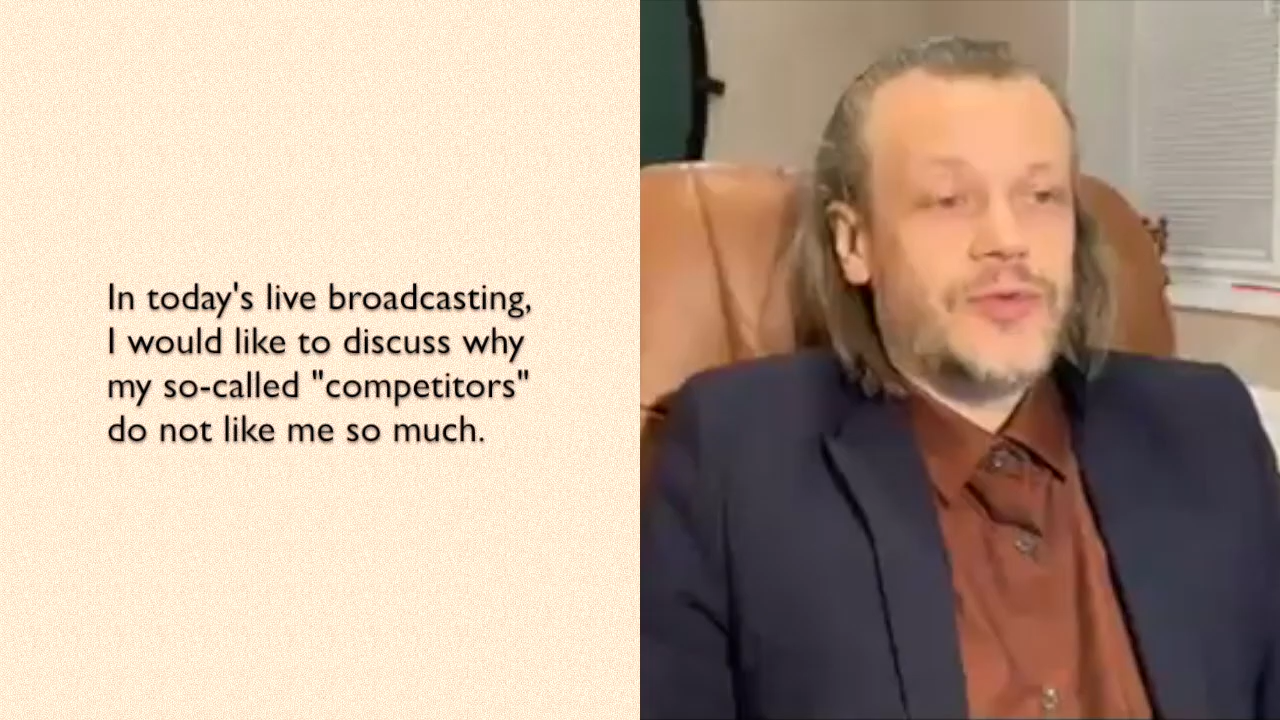 In today's live broadcasting,
I would like to discuss why
my so-called "competitors"
do not like me so much.